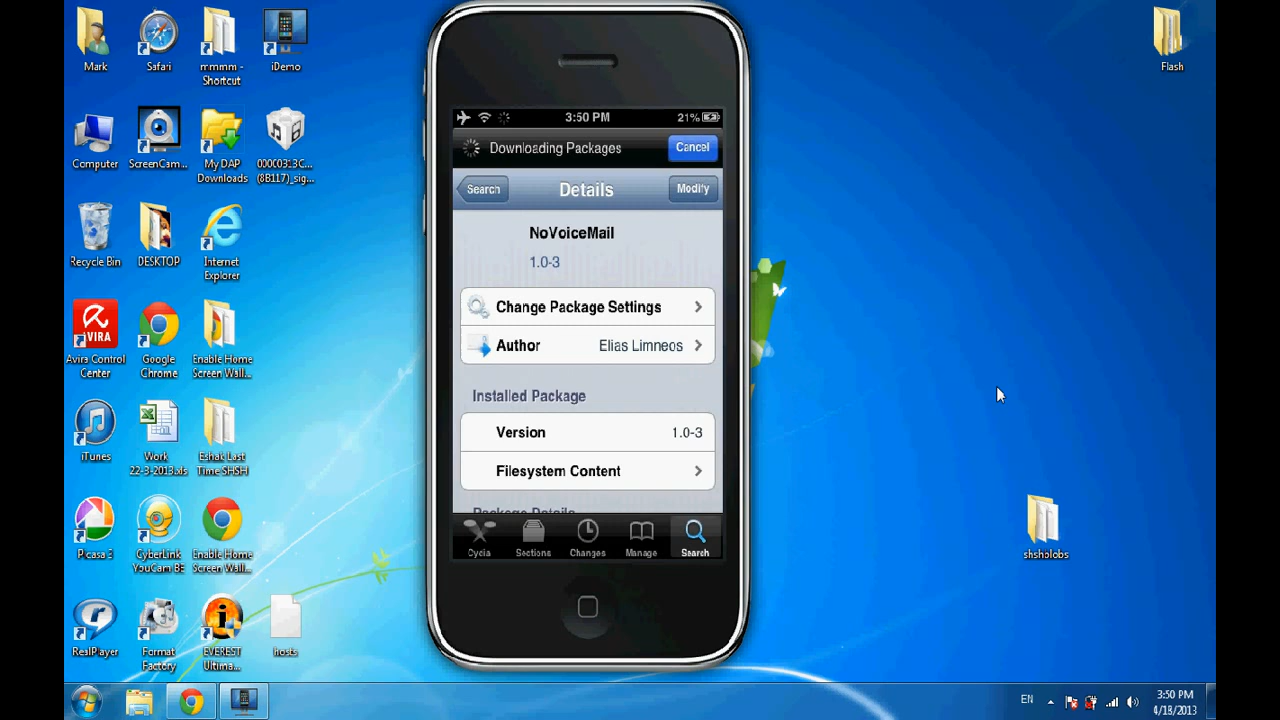 Mark
Safari
mmmm -
Shortcut
iDemo
Flash
Computer
ScreenCam...
My DAP
Downloads
00000313C...
(8B117)_sig...
Recycle Bin
DESKTOP
Internet
Explorer
AVIRA
Avira Control
Center
Google
Chrome
Enable Home
Screen Wall...
iTunes
Work
22-3-2013.xls
Eshak Last
Time SHSH
Picasa 3
CyberLink
YouCam BE
Enable Home
Screen Wall...
RealPlayer
Format
Factory
EVEREST
Ultima...
hosts
shsholobs
3:50 PM
21%
Downloading Packages
Cancel
Search
Details
Modify
NoVoiceMail
1.0-3
Change Package Settings
Author
Elias Limneos
Installed Package
Version
1.0-3
Filesystem Content
Package Details
Cydia
Sections
Changes
Manage
Search
EN
3:50 PM
4/18/2013